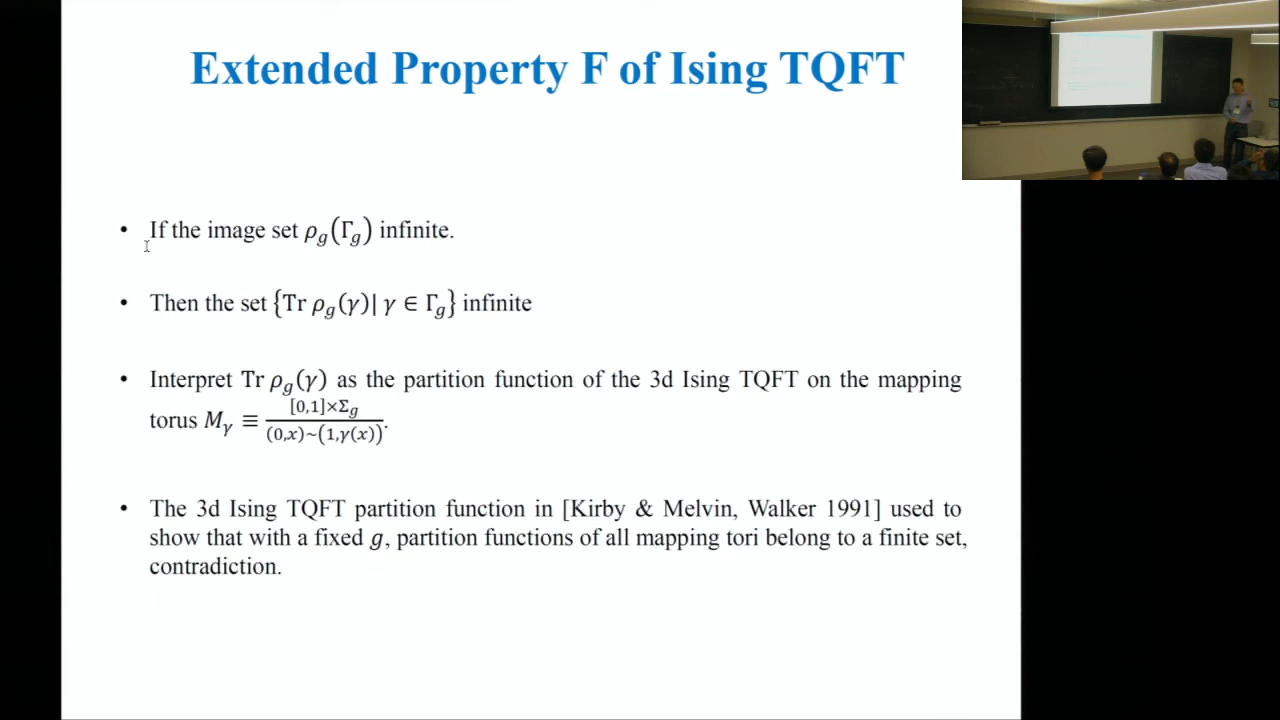 Extended Property F of Ising TQFT
• If the image set ρ_g(Γ_g) infinite.
• Then the set {Tr ρ_g(γ)| γ ∈ Γ_g} infinite
• Interpret Tr ρ_g(γ) as the partition function of the 3d Ising TQFT on the mapping
torus M_γ ≡ [0,1]×Σ_g / (0,x)~(1,γ(x)).
• The 3d Ising TQFT partition function in [Kirby & Melvin, Walker 1991] used to
show that with a fixed g, partition functions of all mapping tori belong to a finite set,
contradiction.